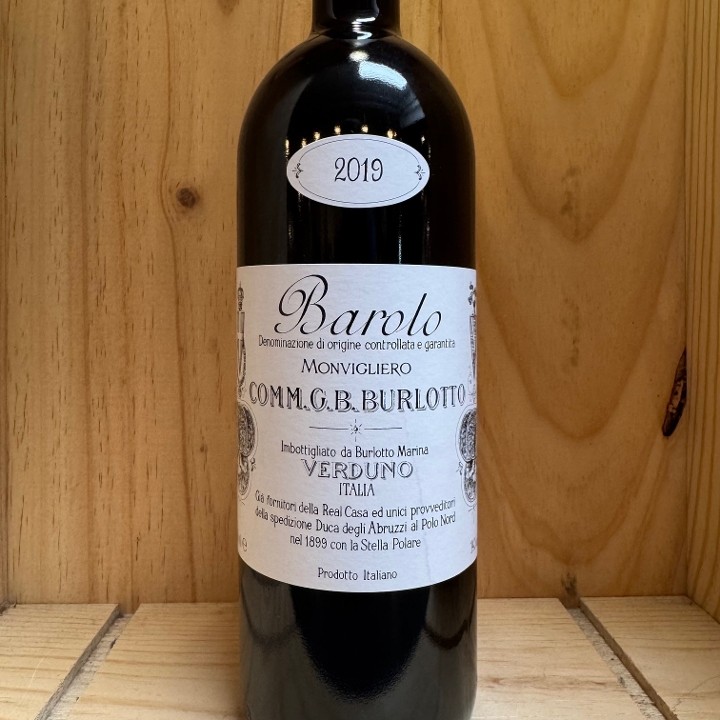 2019
Barolo
Denominazione di origine controllata e garantita
MONVIGLIERO
COMM. G. B. BURLOTTO
Imbottigliato da Burlotto Marina
VERDUNO
ITALIA
Già fornitori della Real Casa ed unici provveditori
della spedizione Duca degli Abruzzi al Polo Nord
nel 1899 con la Stella Polare
Prodotto Italiano